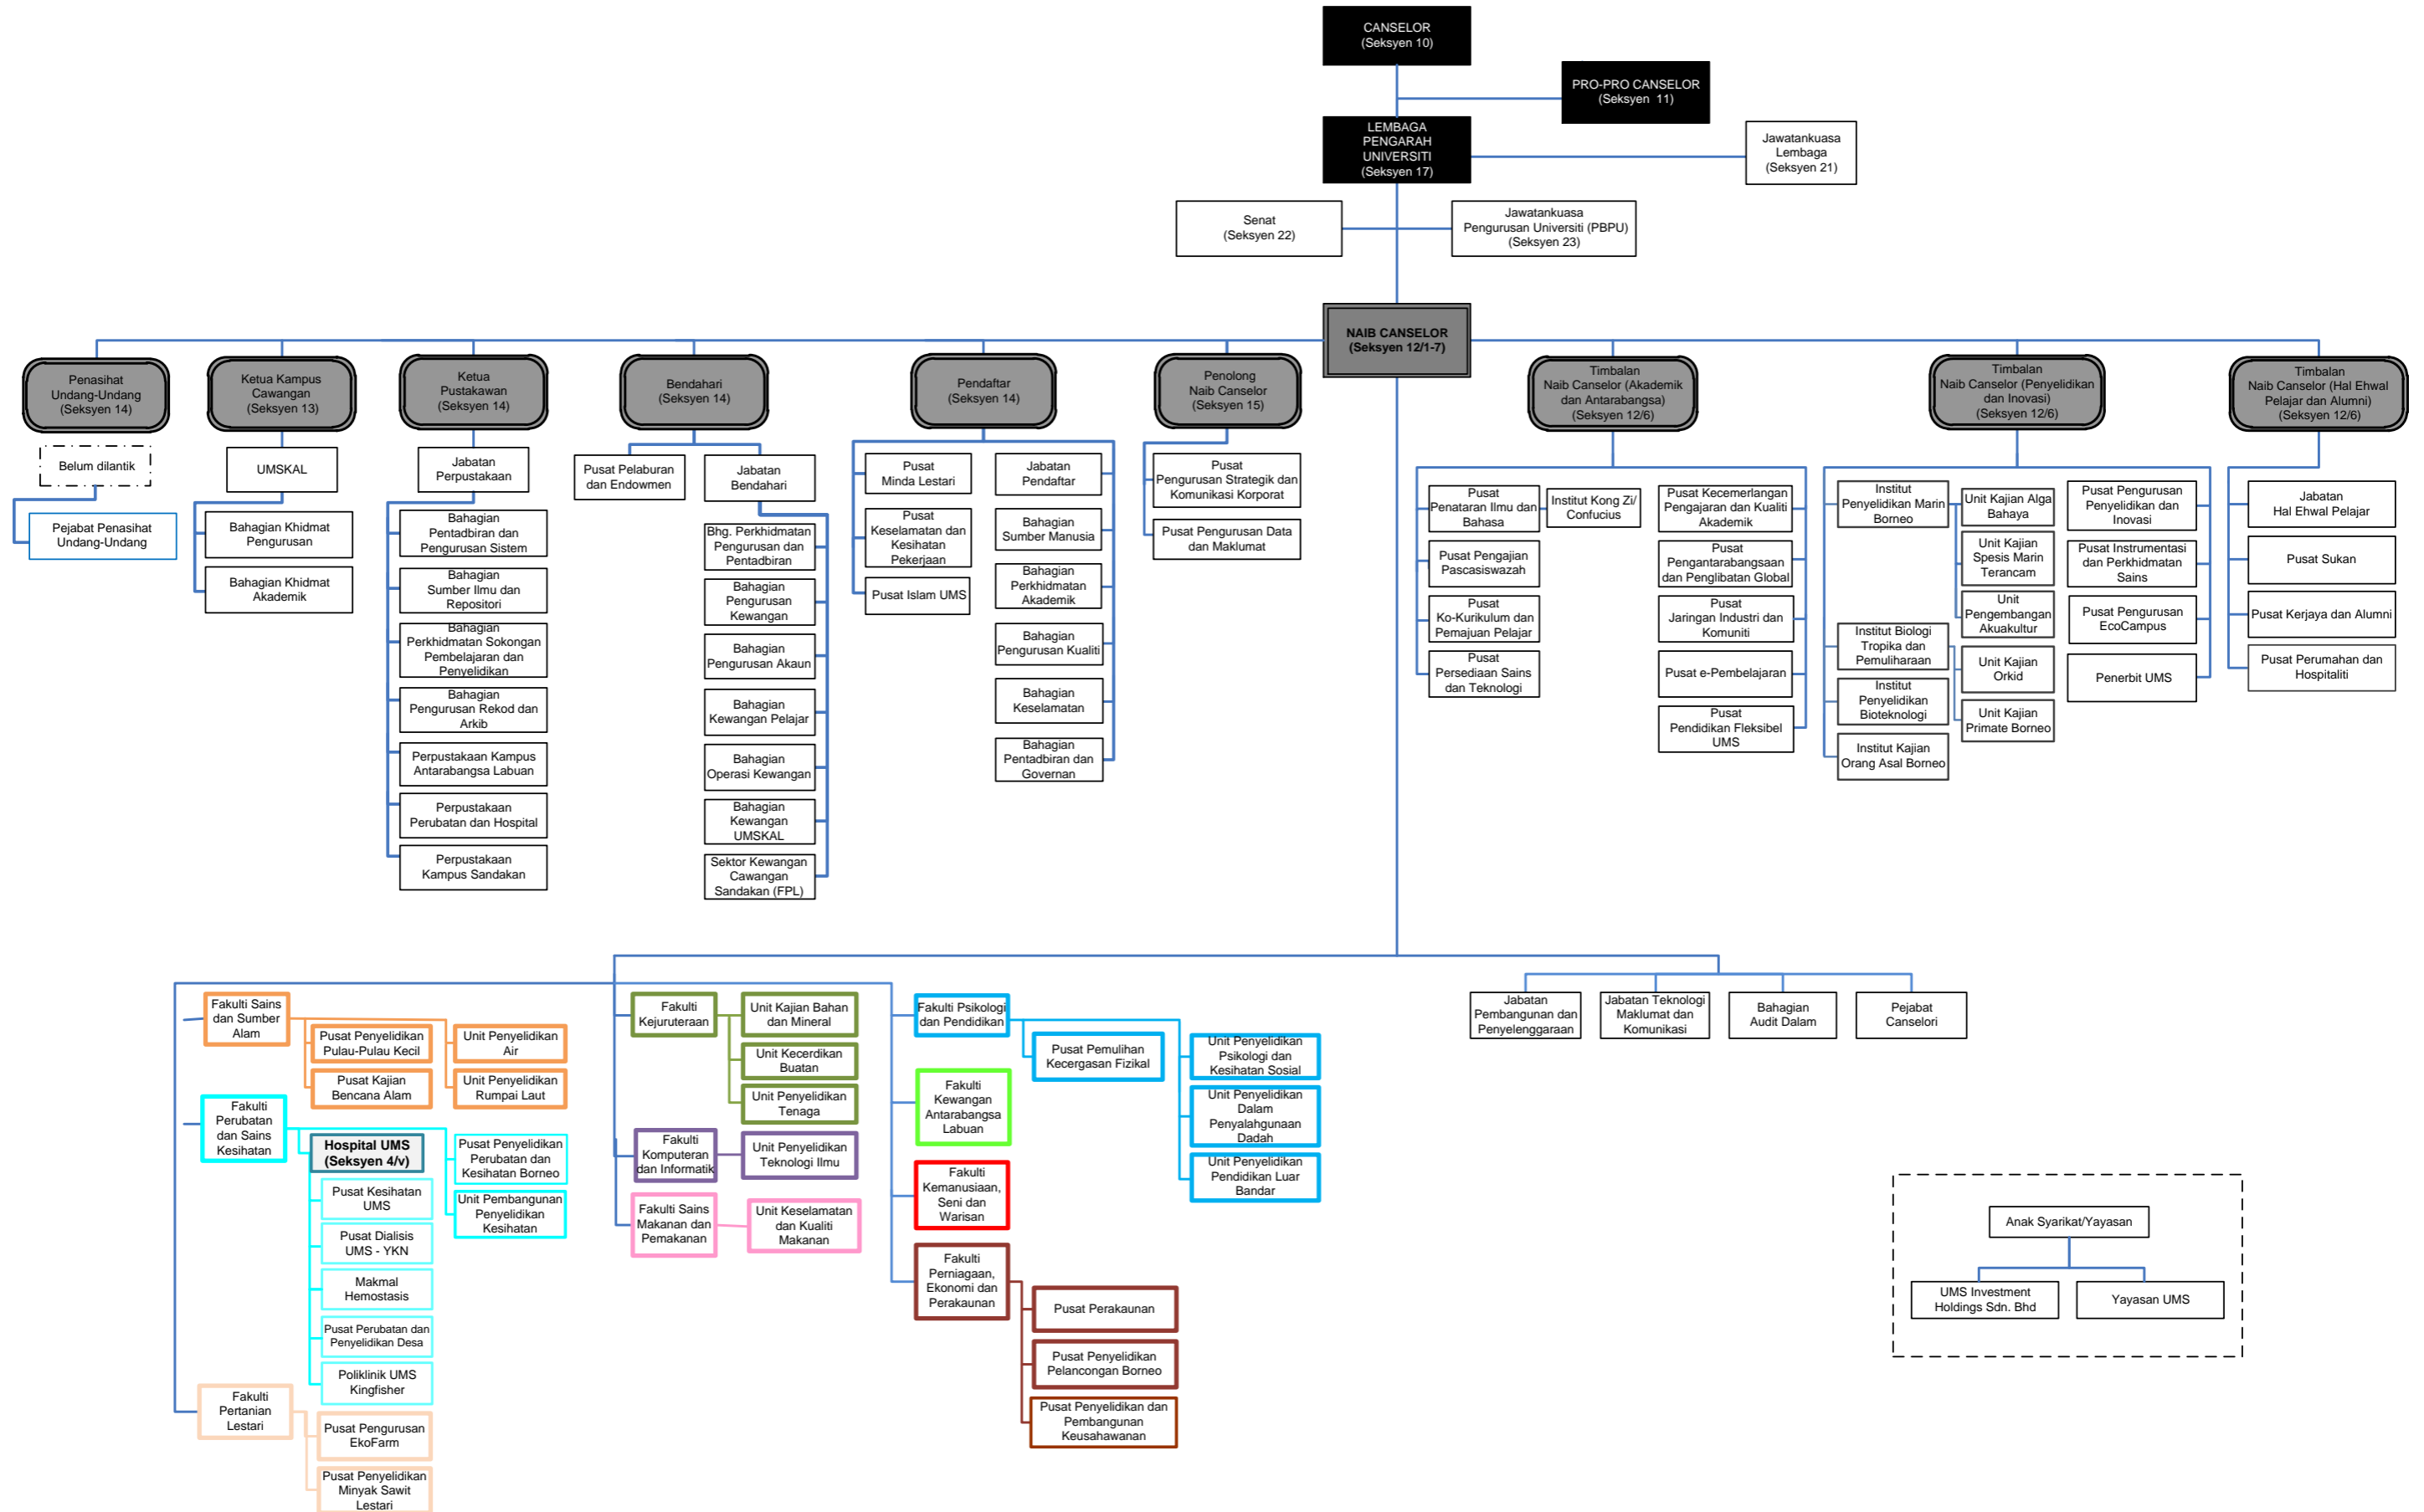 CANSELOR
(Seksyen 10)
PRO-PRO CANSELOR
(Seksyen 11)
LEMBAGA
PENGARAH
UNIVERSITI
(Seksyen 17)
Jawatankuasa
Lembaga
(Seksyen 21)
Senat
(Seksyen 22)
Jawatankuasa
Pengurusan Universiti (PBPU)
(Seksyen 23)
NAIB CANSELOR
(Seksyen 12/1-7)
Penasihat
Undang-Undang
(Seksyen 14)
Belum dilantik
Pejabat Penasihat
Undang-Undang
Ketua Kampus
Cawangan
(Seksyen 13)
UMSKAL
Bahagian Khidmat
Pengurusan
Bahagian Khidmat
Akademik
Ketua
Pustakawan
(Seksyen 14)
Jabatan
Perpustakaan
Bahagian
Pentadbiran dan
Pengurusan Sistem
Bahagian
Sumber Ilmu dan
Repositori
Bahagian
Perkhidmatan Sokongan
Pembelajaran dan
Penyelidikan
Bahagian
Pengurusan Rekod dan
Arkib
Perpustakaan Kampus
Antarabangsa Labuan
Perpustakaan
Perubatan dan Hospital
Perpustakaan
Kampus Sandakan
Bendahari
(Seksyen 14)
Pusat Pelaburan
dan Endowmen
Jabatan
Bendahari
Bhg. Perkhidmatan
Pengurusan dan
Pentadbiran
Bahagian
Pengurusan
Kewangan
Bahagian
Pengurusan Akaun
Bahagian
Kewangan Pelajar
Bahagian
Operasi Kewangan
Bahagian
Kewangan
UMSKAL
Sektor Kewangan
Cawangan
Sandakan (FPL)
Pendaftar
(Seksyen 14)
Pusat
Minda Lestari
Pusat
Keselamatan dan
Kesihatan
Pekerjaan
Pusat Islam UMS
Jabatan
Pendaftar
Bahagian
Sumber Manusia
Bahagian
Perkhidmatan
Akademik
Bahagian
Pengurusan Kualiti
Bahagian
Keselamatan
Bahagian
Pentadbiran dan
Governan
Penolong
Naib Canselor
(Seksyen 15)
Pusat
Pengurusan Strategik dan
Komunikasi Korporat
Pusat Pengurusan Data
dan Maklumat
Timbalan
Naib Canselor (Akademik
dan Antarabangsa)
(Seksyen 12/6)
Pusat
Penataran Ilmu dan
Bahasa
Institut Kong Zi/
Confucius
Pusat Pengajian
Pascasiswazah
Pusat
Ko-Kurikulum dan
Pemajuan Pelajar
Pusat
Persediaan Sains
dan Teknologi
Pusat Kecemerlangan
Pengajaran dan Kualiti
Akademik
Pusat
Pengantarabangsaan
dan Penglibatan Global
Pusat
Jaringan Industri dan
Komuniti
Pusat e-Pembelajaran
Pusat
Pendidikan Fleksibel
UMS
Timbalan
Naib Canselor (Penyelidikan
dan Inovasi)
(Seksyen 12/6)
Institut
Penyelidikan Marin
Borneo
Unit Kajian Alga
Bahaya
Unit Kajian
Spesis Marin
Terancam
Unit
Pengembangan
Akuakultur
Institut Biologi
Tropika dan
Pemuliharaan
Unit Kajian
Orkid
Unit Kajian
Primate Borneo
Institut
Penyelidikan
Bioteknologi
Institut Kajian
Orang Asal Borneo
Pusat Pengurusan
Penyelidikan dan
Inovasi
Pusat Instrumentasi
dan Perkhidmatan
Sains
Pusat Pengurusan
EcoCampus
Penerbit UMS
Timbalan
Naib Canselor (Hal Ehwal
Pelajar dan Alumni)
(Seksyen 12/6)
Jabatan
Hal Ehwal Pelajar
Pusat Sukan
Pusat Kerjaya dan Alumni
Pusat Perumahan dan
Hospitaliti
Fakulti Sains
dan Sumber
Alam
Pusat Penyelidikan
Pulau-Pulau Kecil
Unit Penyelidikan
Air
Pusat Kajian
Bencana Alam
Unit Penyelidikan
Rumpai Laut
Fakulti
Perubatan
dan Sains
Kesihatan
Hospital UMS
(Seksyen 4/v)
Pusat Kesihatan
UMS
Pusat Dialisis
UMS - YKN
Makmal
Hemostasis
Pusat Perubatan dan
Penyelidikan Desa
Poliklinik UMS
Kingfisher
Pusat Penyelidikan
Perubatan dan
Kesihatan Borneo
Unit Pembangunan
Penyelidikan
Kesihatan
Fakulti
Pertanian
Lestari
Pusat Pengurusan
EkoFarm
Pusat Penyelidikan
Minyak Sawit
Lestari
Fakulti
Kejuruteraan
Unit Kajian Bahan
dan Mineral
Unit Kecerdikan
Buatan
Unit Penyelidikan
Tenaga
Fakulti
Komputeran
dan Informatik
Unit Penyelidikan
Teknologi Ilmu
Fakulti Sains
Makanan dan
Pemakanan
Unit Keselamatan
dan Kualiti
Makanan
Fakulti Psikologi
dan Pendidikan
Pusat Pemulihan
Kecergasan Fizikal
Unit Penyelidikan
Psikologi dan
Kesihatan Sosial
Unit Penyelidikan
Dalam
Penyalahgunaan
Dadah
Unit Penyelidikan
Pendidikan Luar
Bandar
Fakulti
Kewangan
Antarabangsa
Labuan
Fakulti
Kemanusiaan,
Seni dan
Warisan
Fakulti
Perniagaan,
Ekonomi dan
Perakaunan
Pusat Perakaunan
Pusat Penyelidikan
Pelancongan Borneo
Pusat Penyelidikan dan
Pembangunan
Keusahawanan
Jabatan
Pembangunan dan
Penyelenggaraan
Jabatan Teknologi
Maklumat dan
Komunikasi
Bahagian
Audit Dalam
Pejabat
Canselori
Anak Syarikat/Yayasan
UMS Investment
Holdings Sdn. Bhd
Yayasan UMS